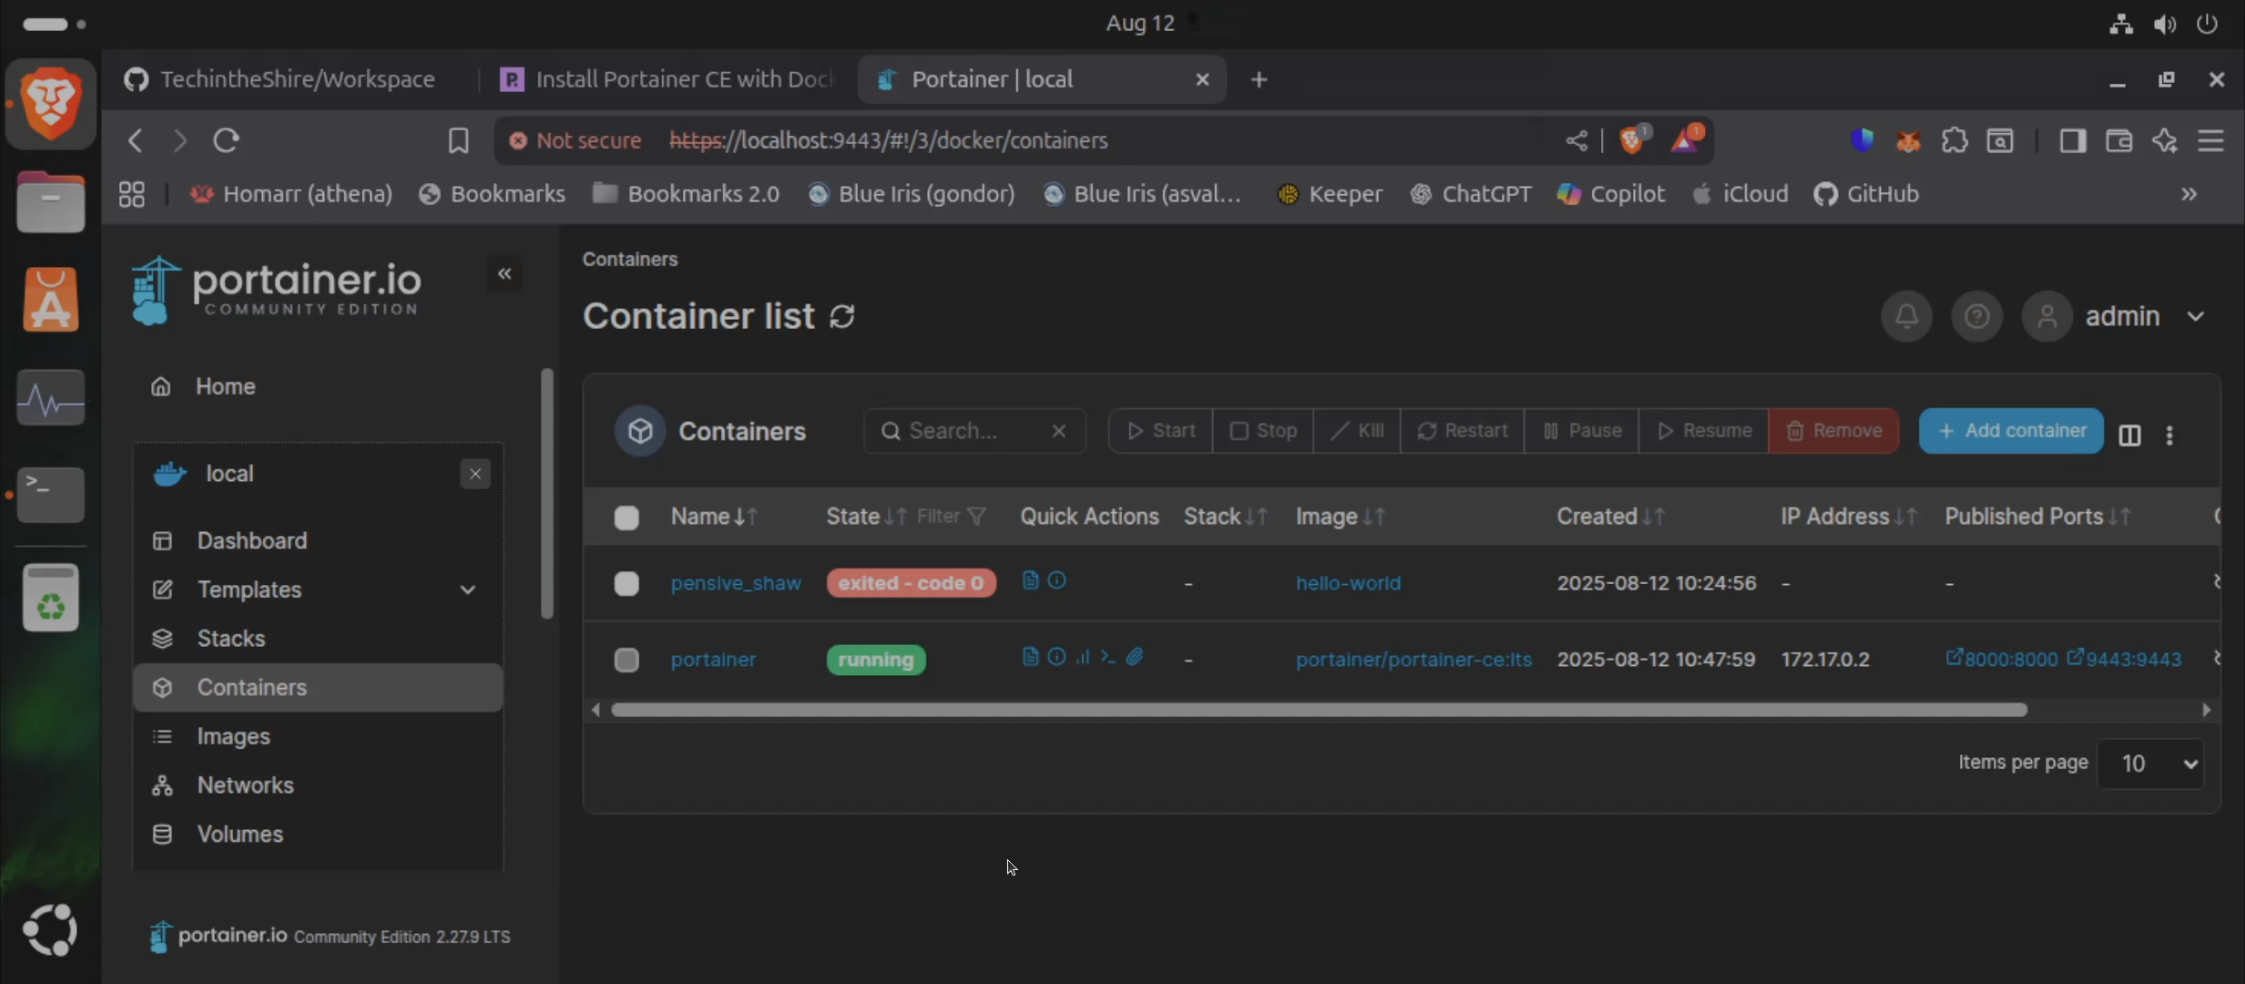 Aug 12
TechintheShire/Workspace
Install Portainer CE with Dock
Portainer | local
Not secure https://localhost:9443/#!/3/docker/containers
1
1
Homarr (athena)
Bookmarks
Bookmarks 2.0
Blue Iris (gondor)
Blue Iris (asval...
Keeper
ChatGPT
Copilot
iCloud
GitHub
»
portainer.io
COMMUNITY EDITION
Home
local
Dashboard
Templates
Stacks
Containers
Images
Networks
Volumes
portainer.io Community Edition 2.27.9 LTS
Containers
Container list
admin
Containers
Search...
Start
Stop
Kill
Restart
Pause
Resume
Remove
+ Add container
Name State Filter Quick Actions Stack Image Created IP Address Published Ports
pensive_shaw exited - code 0 - hello-world 2025-08-12 10:24:56 - -
portainer running - portainer/portainer-ce:lts 2025-08-12 10:47:59 172.17.0.2 8000:8000 9443:9443
Items per page 10